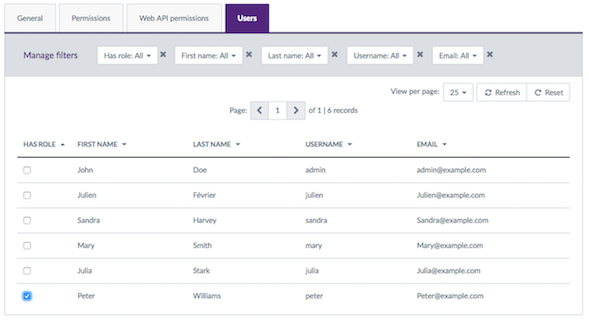 General Permissions Web API permissions Users
Manage filters Has role: All First name: All Last name: All Username: All Email: All
View per page: 25 Refresh Reset
Page: 1 of 1 | 6 records
HAS ROLE FIRST NAME LAST NAME USERNAME EMAIL
John Doe admin admin@example.com
Julien Février julien Julien@example.com
Sandra Harvey sandra Sandra@example.com
Mary Smith mary Mary@example.com
Julia Stark julia Julia@example.com
Peter Williams peter Peter@example.com